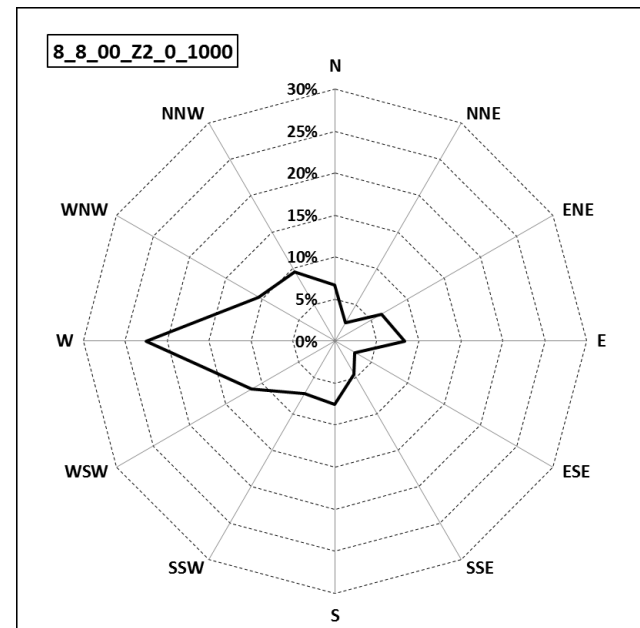 8_8_00_Z2_0_1000
N
30%
NNW
NNE
25%
20%
WNW
ENE
15%
10%
5%
W
0%
E
WSW
ESE
SSW
SSE
S